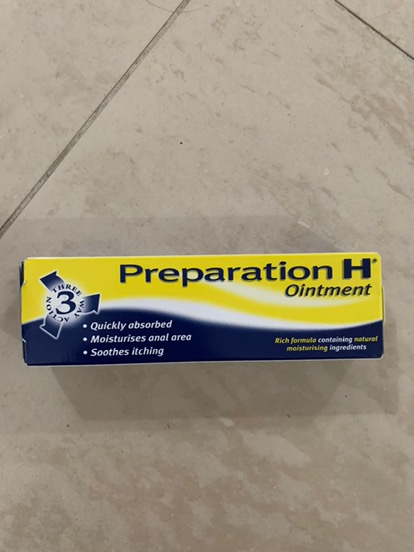 Preparation H®
Ointment
THREE WAY ACTION
3
• Quickly absorbed
• Moisturises anal area
• Soothes itching
Rich formula containing natural
moisturising ingredients